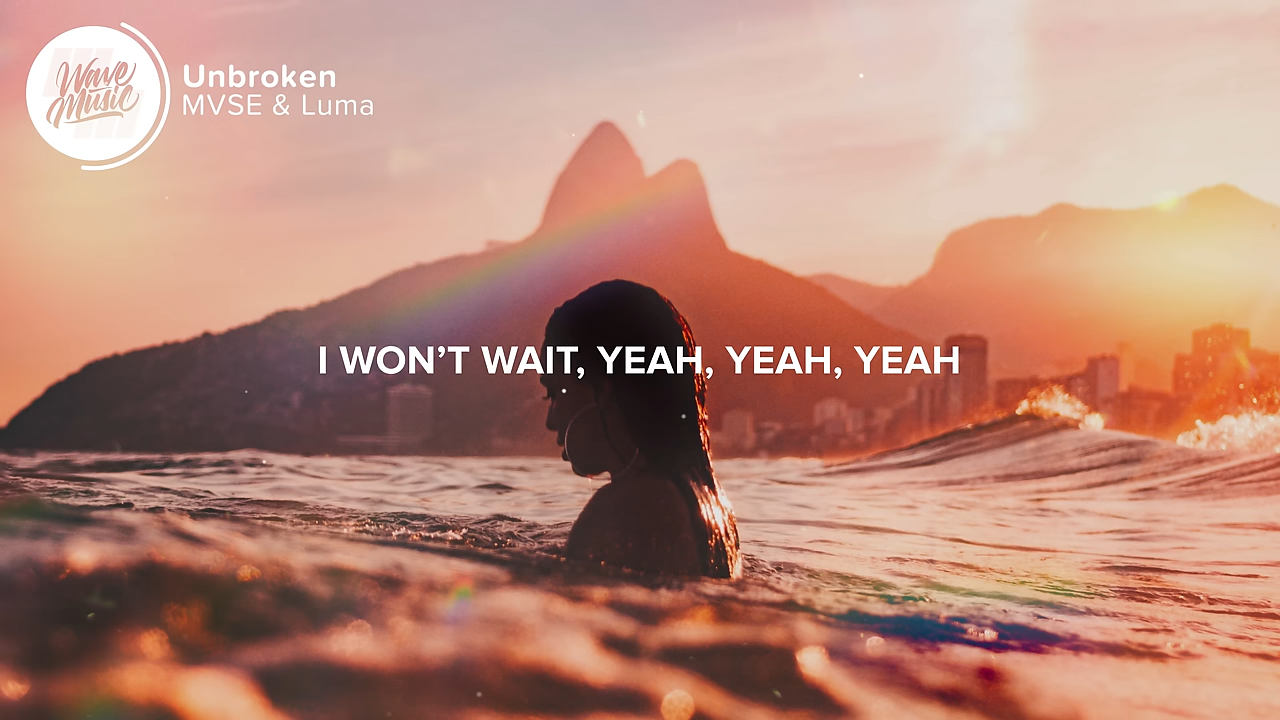 Wave
Music
Unbroken
MVSE & Luma
I WON’T WAIT, YEAH, YEAH, YEAH